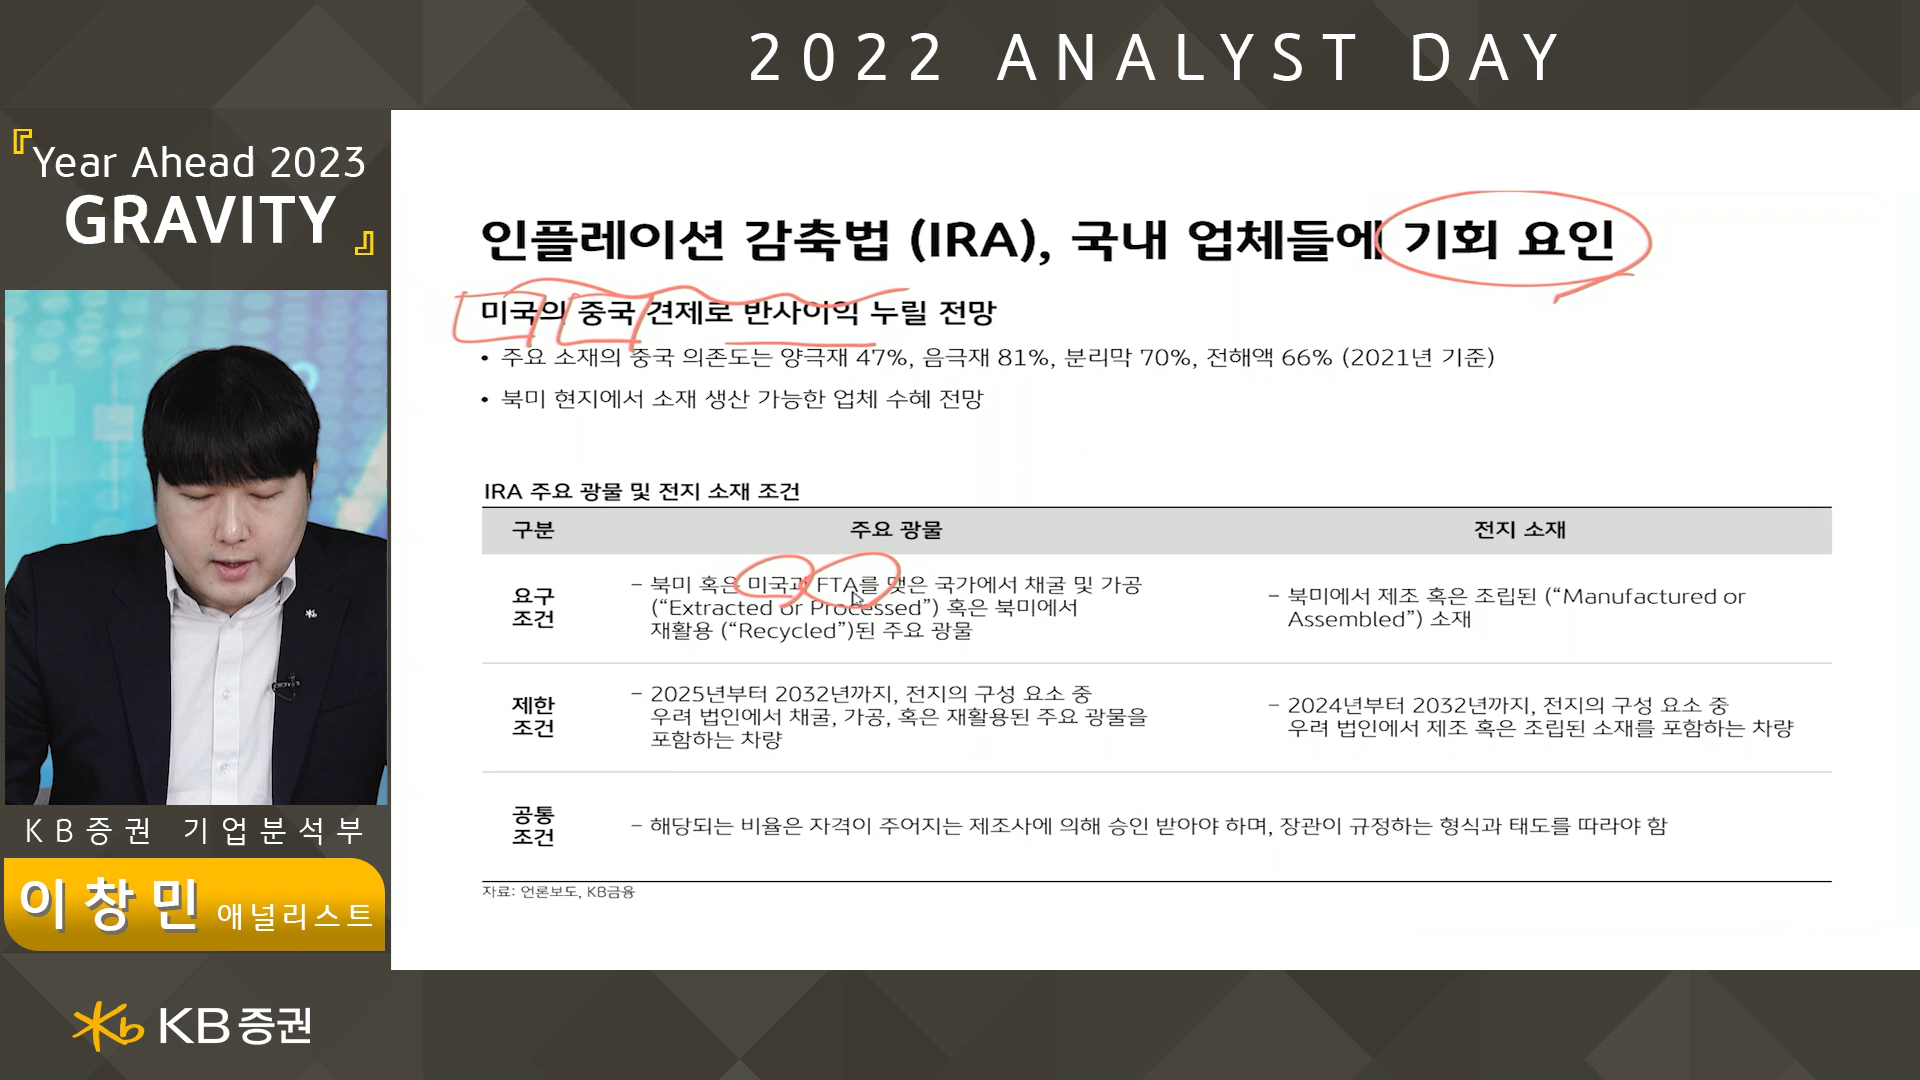 2022 ANALYST DAY
『Year Ahead 2023
GRAVITY』
인플레이션 감축법 (IRA), 국내 업체들에 기회 요인
미국의 중국 견제로 반사이익 누릴 전망
• 주요 소재의 중국 의존도는 양극재 47%, 음극재 81%, 분리막 70%, 전해액 66% (2021년 기준)
• 북미 현지에서 소재 생산 가능한 업체 수혜 전망
IRA 주요 광물 및 전지 소재 조건
구분 주요 광물 전지 소재
요구
조건
– 북미 혹은 미국과 FTA를 맺은 국가에서 채굴 및 가공
(“Extracted or Processed”) 혹은 북미에서
재활용 (“Recycled”)된 주요 광물
– 북미에서 제조 혹은 조립된 (“Manufactured or
Assembled”) 소재
제한
조건
– 2025년부터 2032년까지, 전지의 구성 요소 중
우려 법인에서 채굴, 가공, 혹은 재활용된 주요 광물을
포함하는 차량
– 2024년부터 2032년까지, 전지의 구성 요소 중
우려 법인에서 제조 혹은 조립된 소재를 포함하는 차량
공통
조건
– 해당되는 비율은 자격이 주어지는 제조사에 의해 승인 받아야 하며, 장관이 규정하는 형식과 태도를 따라야 함
자료: 언론보도, KB금융
KB증권 기업분석부
이창민 애널리스트
KB증권